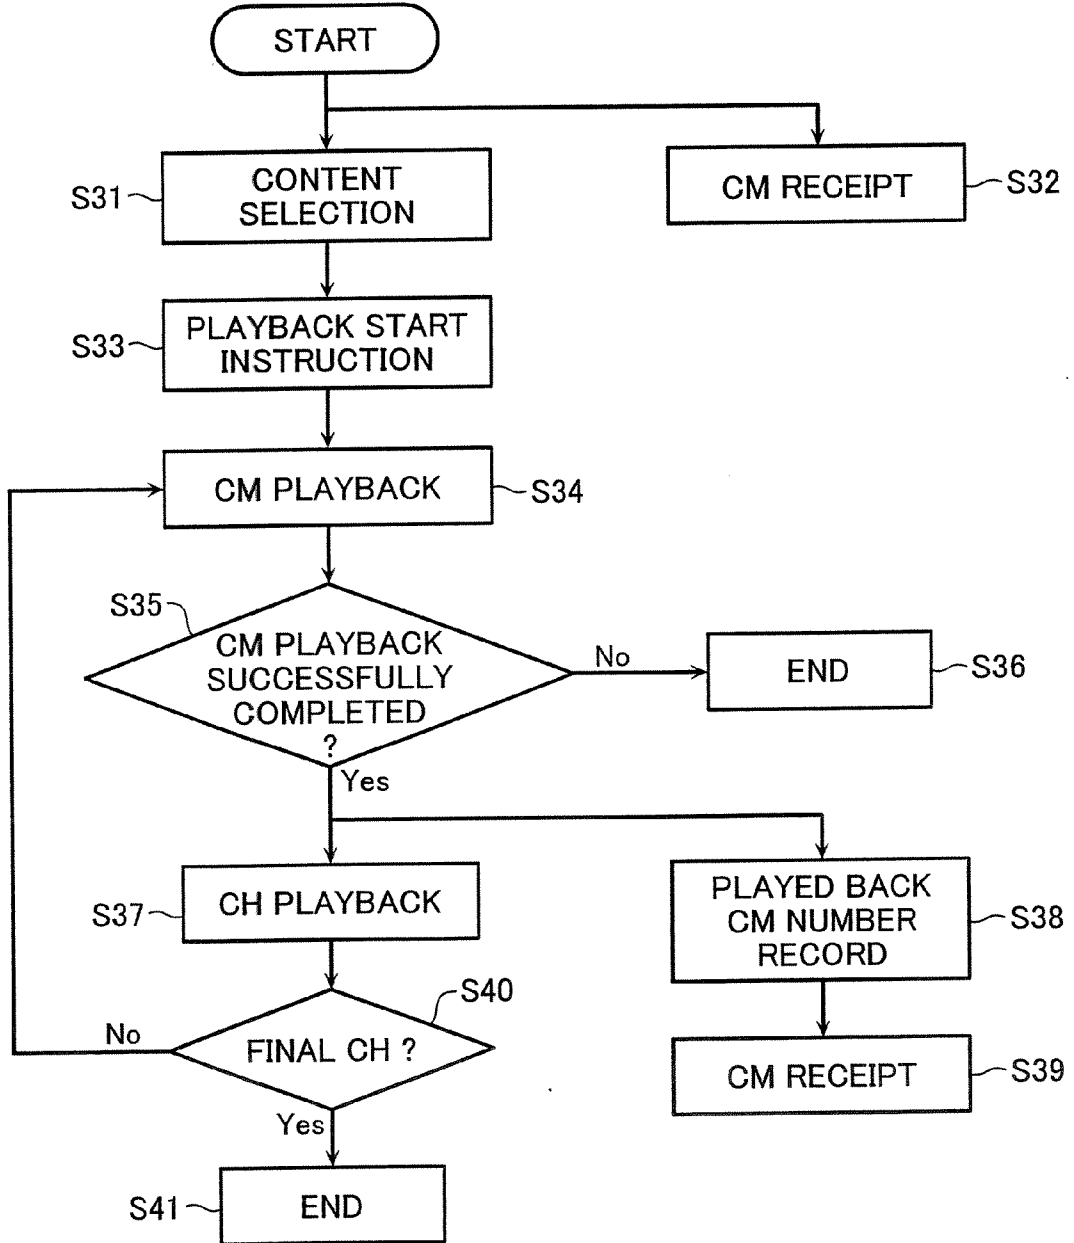 START
S31
CONTENT
SELECTION
CM RECEIPT
S32
S33
PLAYBACK START
INSTRUCTION
CM PLAYBACK
S34
S35
CM PLAYBACK
SUCCESSFULLY
COMPLETED
?
No
END
S36
Yes
S37
CH PLAYBACK
PLAYED BACK
CM NUMBER
RECORD
S38
S40
No
FINAL CH ?
CM RECEIPT
S39
Yes
S41
END